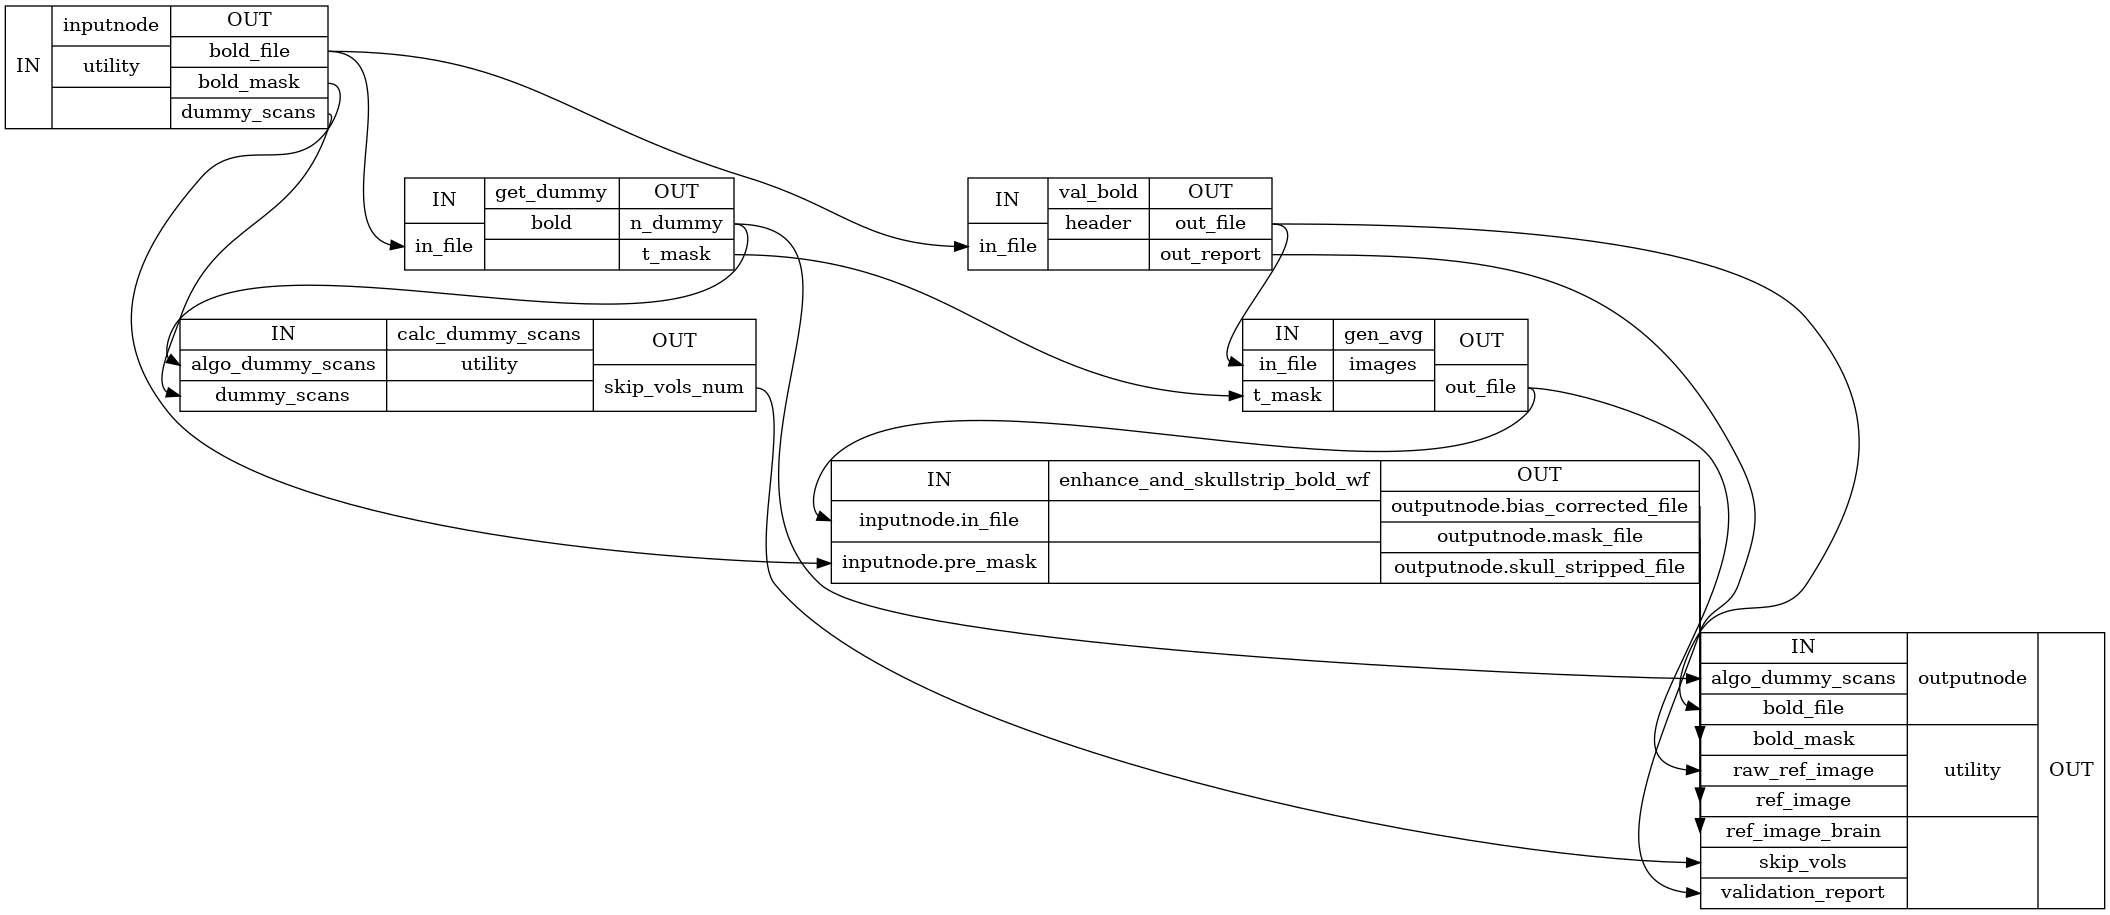 IN
inputnode
utility
OUT
bold_file
bold_mask
dummy_scans
IN
in_file
get_dummy
bold
OUT
n_dummy
t_mask
IN
in_file
val_bold
header
OUT
out_file
out_report
IN
algo_dummy_scans
dummy_scans
calc_dummy_scans
utility
OUT
skip_vols_num
IN
in_file
t_mask
gen_avg
images
OUT
out_file
IN
inputnode.in_file
inputnode.pre_mask
enhance_and_skullstrip_bold_wf
OUT
outputnode.bias_corrected_file
outputnode.mask_file
outputnode.skull_stripped_file
IN
algo_dummy_scans
bold_file
bold_mask
raw_ref_image
ref_image
ref_image_brain
skip_vols
validation_report
outputnode
utility
OUT